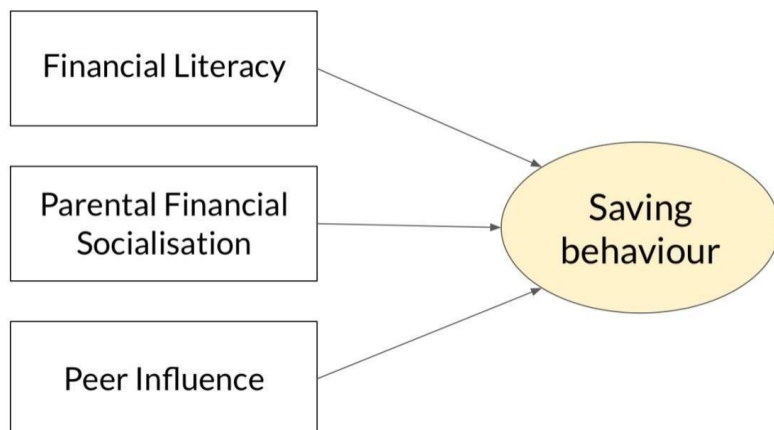 Financial Literacy
Parental Financial
Socialisation
Saving
behaviour
Peer Influence